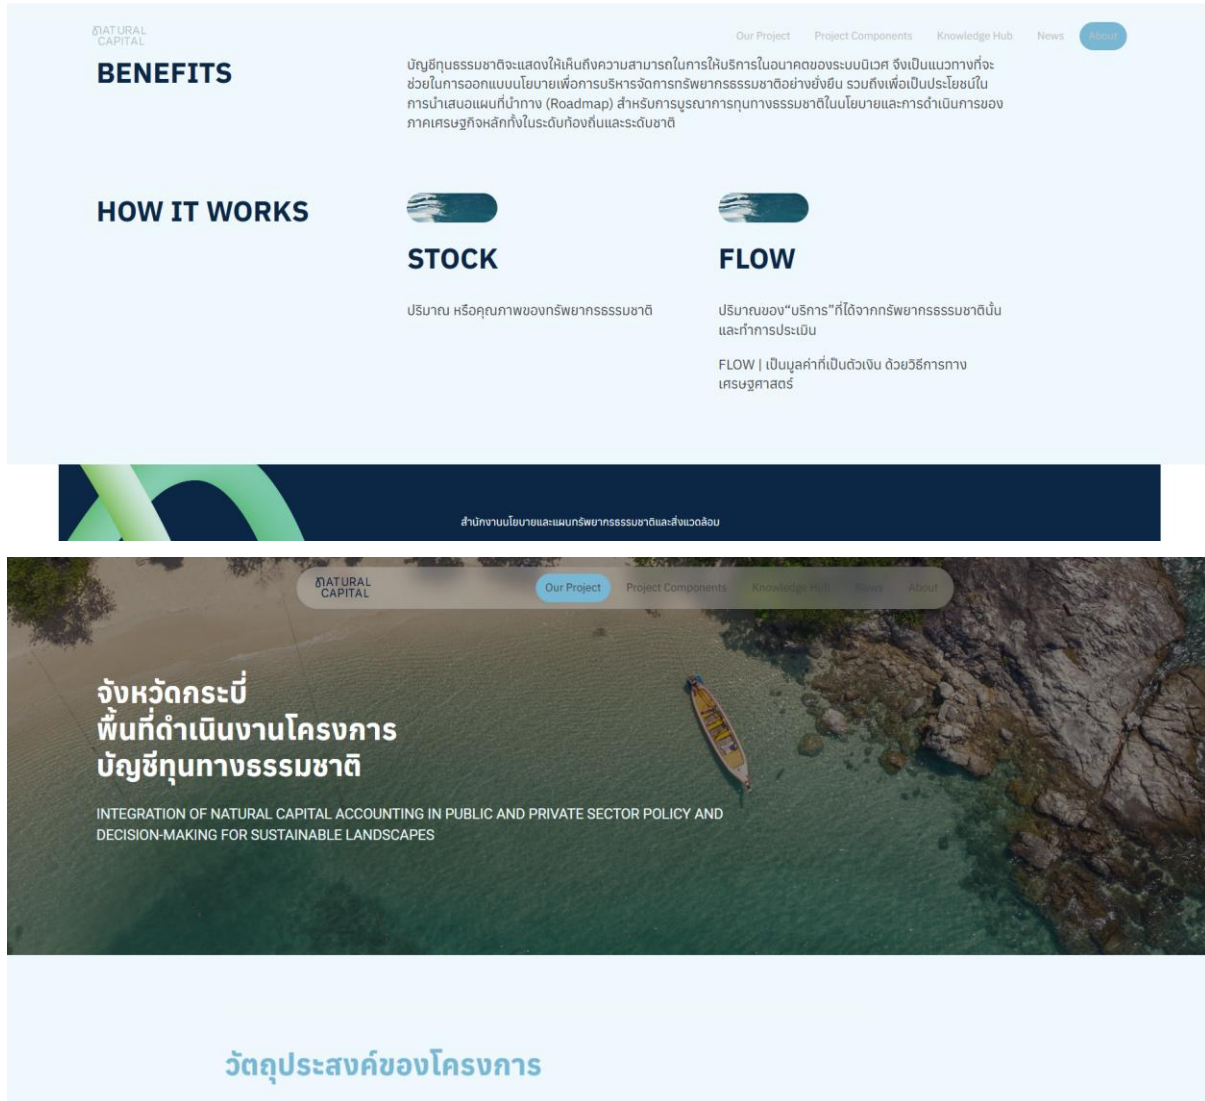 NATURAL
CAPITAL
Our Project
Project Components
Knowledge Hub
News
About
BENEFITS
บัญชีทุนธรรมชาติจะแสดงให้เห็นถึงความสามารถในการให้บริการในอนาคตของระบบนิเวศ จึงเป็นแนวทางที่จะ
ช่วยในการออกแบบนโยบายเพื่อการบริหารจัดการทรัพยากรธรรมชาติอย่างยั่งยืน รวมถึงเพื่อเป็นประโยชน์ใน
การนำเสนอแผนที่นำทาง (Roadmap) สำหรับการบูรณาการทุนทางธรรมชาติในนโยบายและการดำเนินการของ
ภาคเศรษฐกิจหลักทั้งในระดับท้องถิ่นและระดับชาติ
HOW IT WORKS
STOCK
ปริมาณ หรือคุณภาพของทรัพยากรธรรมชาติ
FLOW
ปริมาณของ“บริการ”ที่ได้จากทรัพยากรธรรมชาตินั้น
และทำการประเมิน
FLOW | เป็นมูลค่าที่เป็นตัวเงิน ด้วยวิธีการทาง
เศรษฐศาสตร์
สำนักงานนโยบายและแผนทรัพยากรธรรมชาติและสิ่งแวดล้อม
NATURAL
CAPITAL
Our Project
Project Components
Knowledge Hub
News
About
จังหวัดกระบี่
พื้นที่ดำเนินงานโครงการ
บัญชีทุนทางธรรมชาติ
INTEGRATION OF NATURAL CAPITAL ACCOUNTING IN PUBLIC AND PRIVATE SECTOR POLICY AND
DECISION-MAKING FOR SUSTAINABLE LANDSCAPES
วัตถุประสงค์ของโครงการ